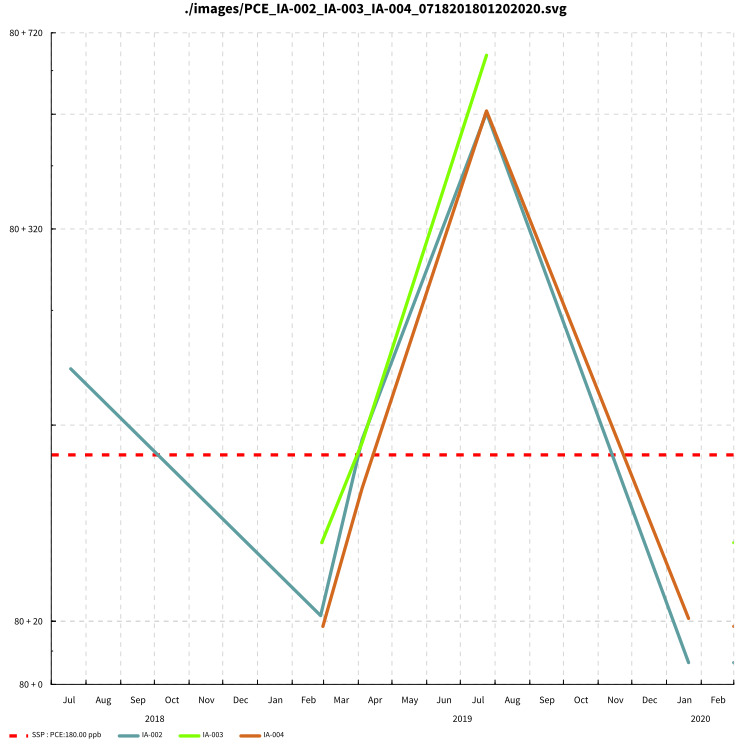 ./images/PCE_IA-002_IA-003_IA-004_0718201801202020.svg
80 + 720
80 + 320
80 + 20
80 + 0
Jul Aug Sep Oct Nov Dec Jan Feb Mar Apr May Jun Jul Aug Sep Oct Nov Dec Jan Feb
2018 2019 2020
SSP : PCE:180.00 ppb IA-002 IA-003 IA-004